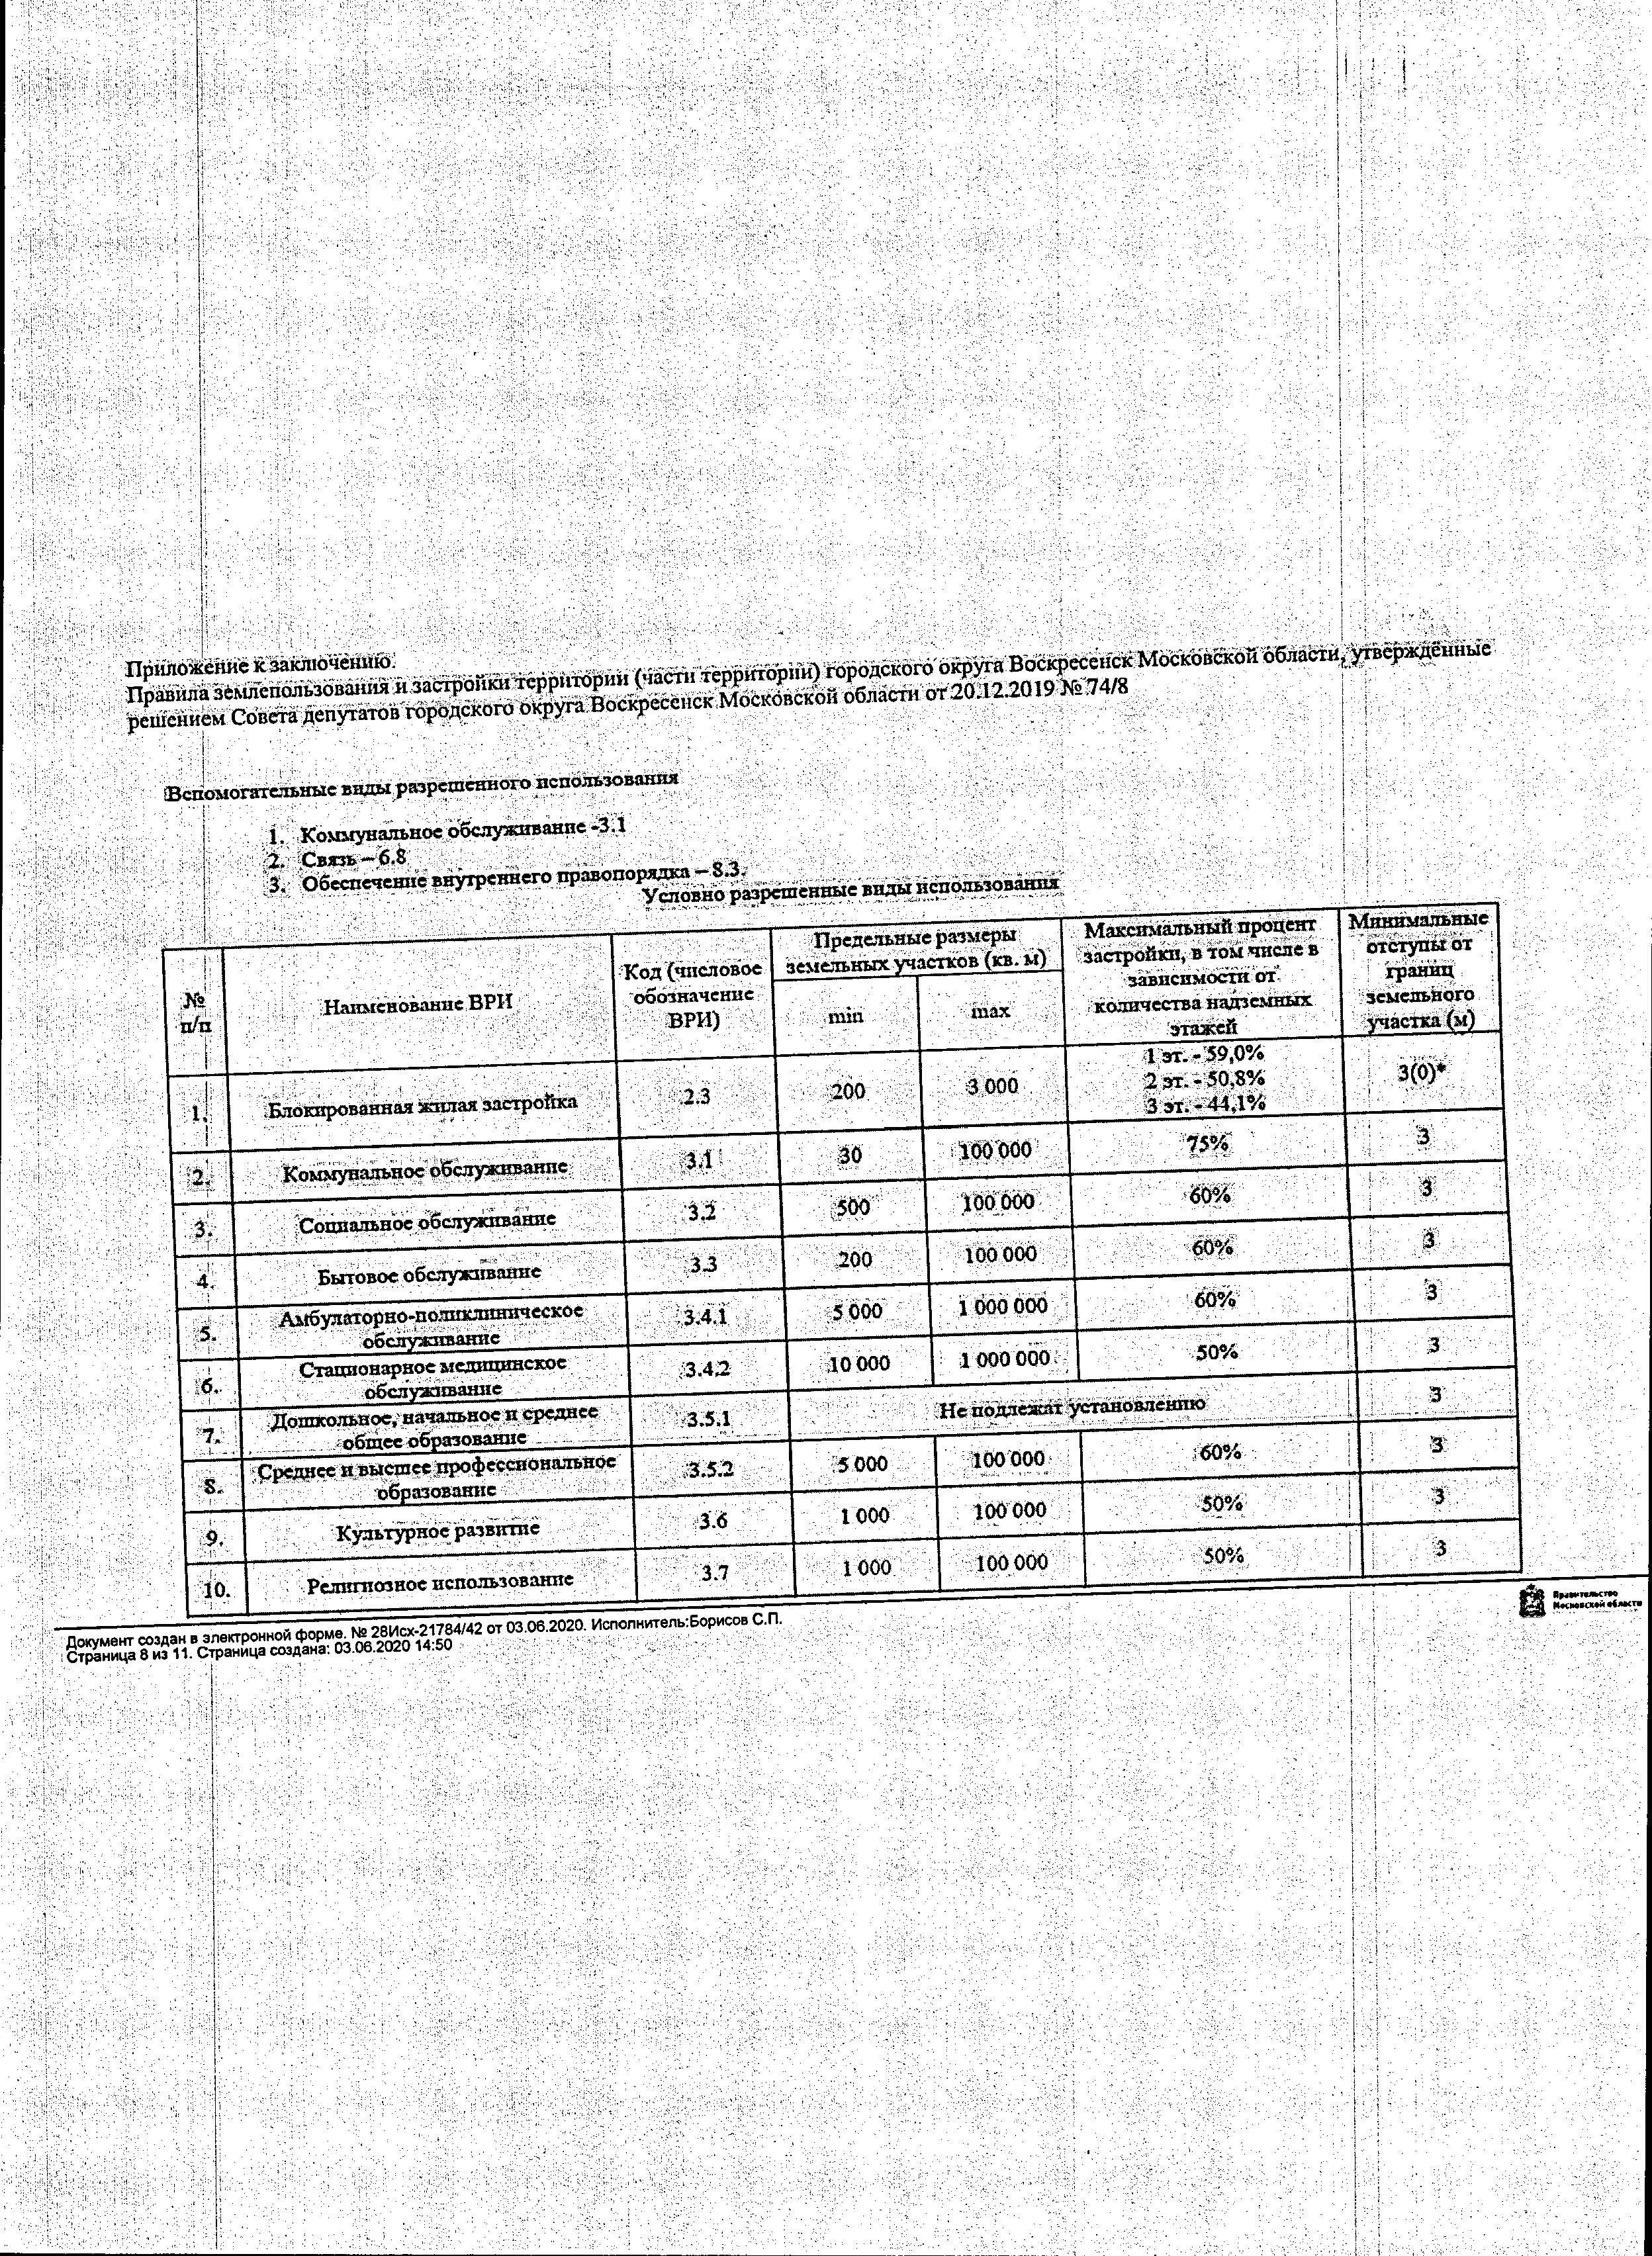 Приложение к заключению.
Правила землепользования и застройки территории (части территории) городского округа Воскресенск Московской области, утверждённые
решением Совета депутатов городского округа Воскресенск Московской области от 20.12.2019 № 74/8
Вспомогательные виды разрешенного использования
1. Коммунальное обслуживание -3.1
2. Связь – 6.8
3. Обеспечение внутреннего правопорядка – 8.3.
Условно разрешенные виды использования
№ п/п
Наименование ВРИ
Код (числовое
обозначение
ВРИ)
Предельные размеры
земельных участков (кв. м)
min max
Максимальный процент
застройки, в том числе в
зависимости от
количества надземных
этажей
Минимальные
отступы от
границ
земельного
участка (м)
1. Блокированная жилая застройка 2.3 200 3 000
1 эт. - 59,0%
2 эт. - 50,8%
3 эт. - 44,1%
3(0)*
2. Коммунальное обслуживание 3.1 30 100 000 75% 3
3. Социальное обслуживание 3.2 500 100 000 60% 3
4. Бытовое обслуживание 3.3 200 100 000 60% 3
5. Амбулаторно-поликлиническое
обслуживание 3.4.1 5 000 1 000 000 60% 3
6. Стационарное медицинское
обслуживание 3.4.2 10 000 1 000 000 50% 3
7. Дошкольное, начальное и среднее
общее образование 3.5.1 Не подлежат установлению 3
8. Среднее и высшее профессиональное
образование 3.5.2 5 000 100 000 60% 3
9. Культурное развитие 3.6 1 000 100 000 50% 3
10. Религиозное использование 3.7 1 000 100 000 50% 3
Правительство
Московской области
Документ создан в электронной форме. № 28Исх-21784/42 от 03.06.2020. Исполнитель:Борисов С.П.
Страница 8 из 11. Страница создана: 03.06.2020 14:50